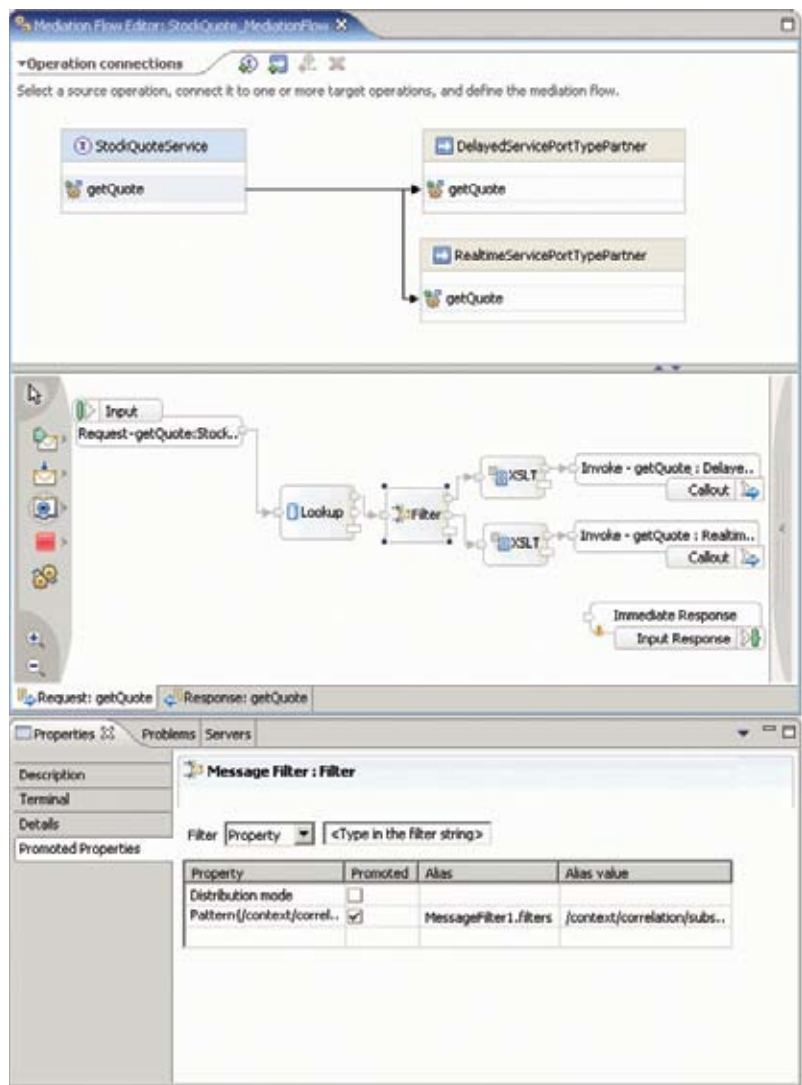 Mediation Flow Editor: StockQuote_MediationFlow
Operation connections
Select a source operation, connect it to one or more target operations, and define the mediation flow.
StockQuoteService
getQuote
DelayedServicePortTypePartner
getQuote
RealtimeServicePortTypePartner
getQuote
Input
Request-getQuote:Stock..
Lookup
Filter
XSLT
Invoke - getQuote : Delaye..
Callout
XSLT
Invoke - getQuote : Realtim..
Callout
Immediate Response
Input Response
Request: getQuote
Response: getQuote
Properties
Problems
Servers
Description
Terminal
Details
Promoted Properties
Message Filter : Filter
Filter Property <Type in the filter string>
Property Promoted Alias Alias value
Distribution mode
Pattern(/context/correl.. MessageFilter1.filters /context/correlation/subs..